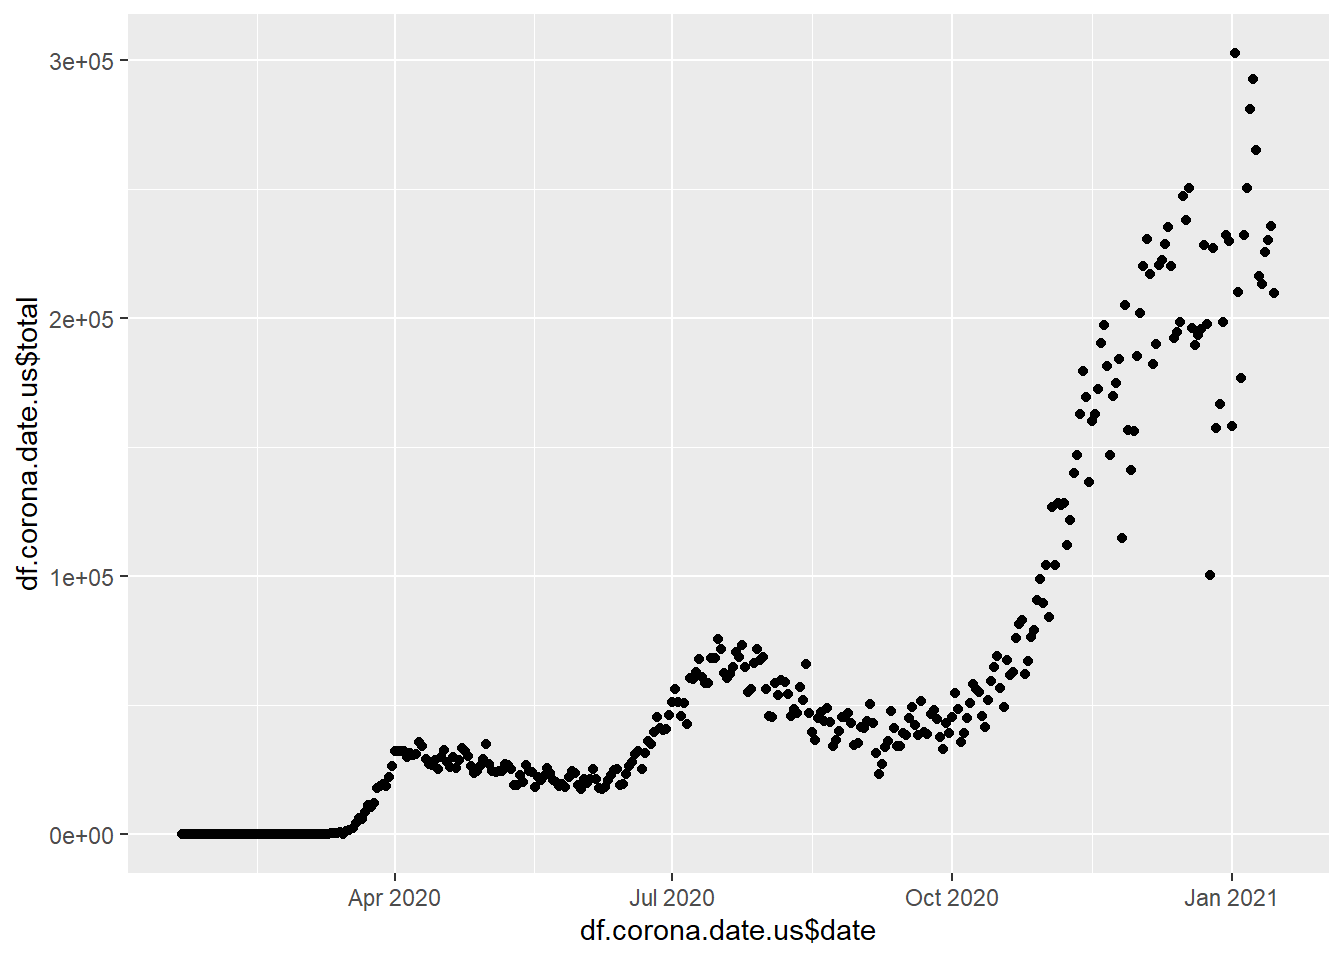 3e+05
2e+05
1e+05
0e+00
df.corona.date.us$total
Apr 2020
Jul 2020
Oct 2020
Jan 2021
df.corona.date.us$date